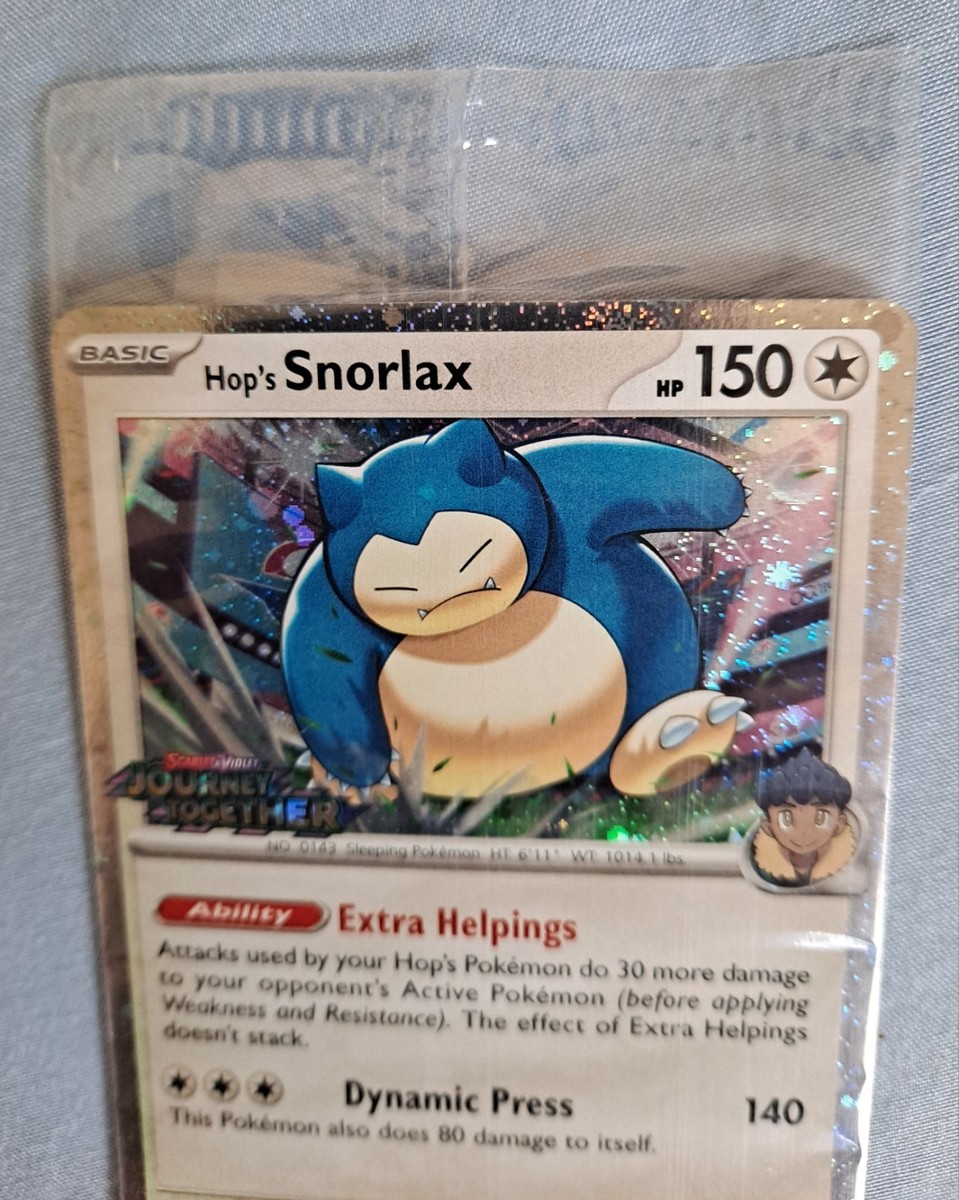 BASIC
Hop's Snorlax HP 150
SCARLET & VIOLET
JOURNEY
TOGETHER
NO. 0143 Sleeping Pokémon HT: 6'11" WT: 1014.1 lbs.
Ability Extra Helpings
Attacks used by your Hop's Pokémon do 30 more damage
to your opponent's Active Pokémon (before applying
Weakness and Resistance). The effect of Extra Helpings
doesn't stack.
Dynamic Press 140
This Pokémon also does 80 damage to itself.